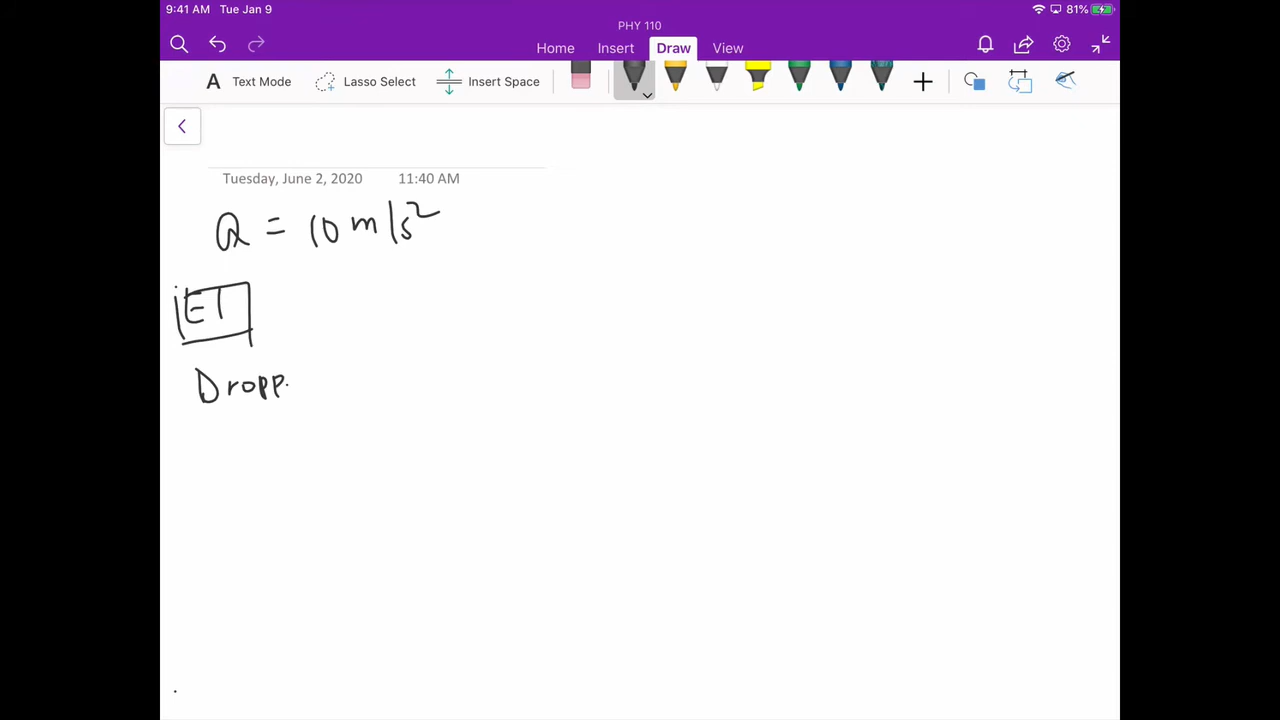 9:41 AM Tue Jan 9
81%
PHY 110
Home Insert Draw View
A Text Mode Lasso Select Insert Space
Tuesday, June 2, 2020 11:40 AM
a = 10 m/s²
ET
Dropp